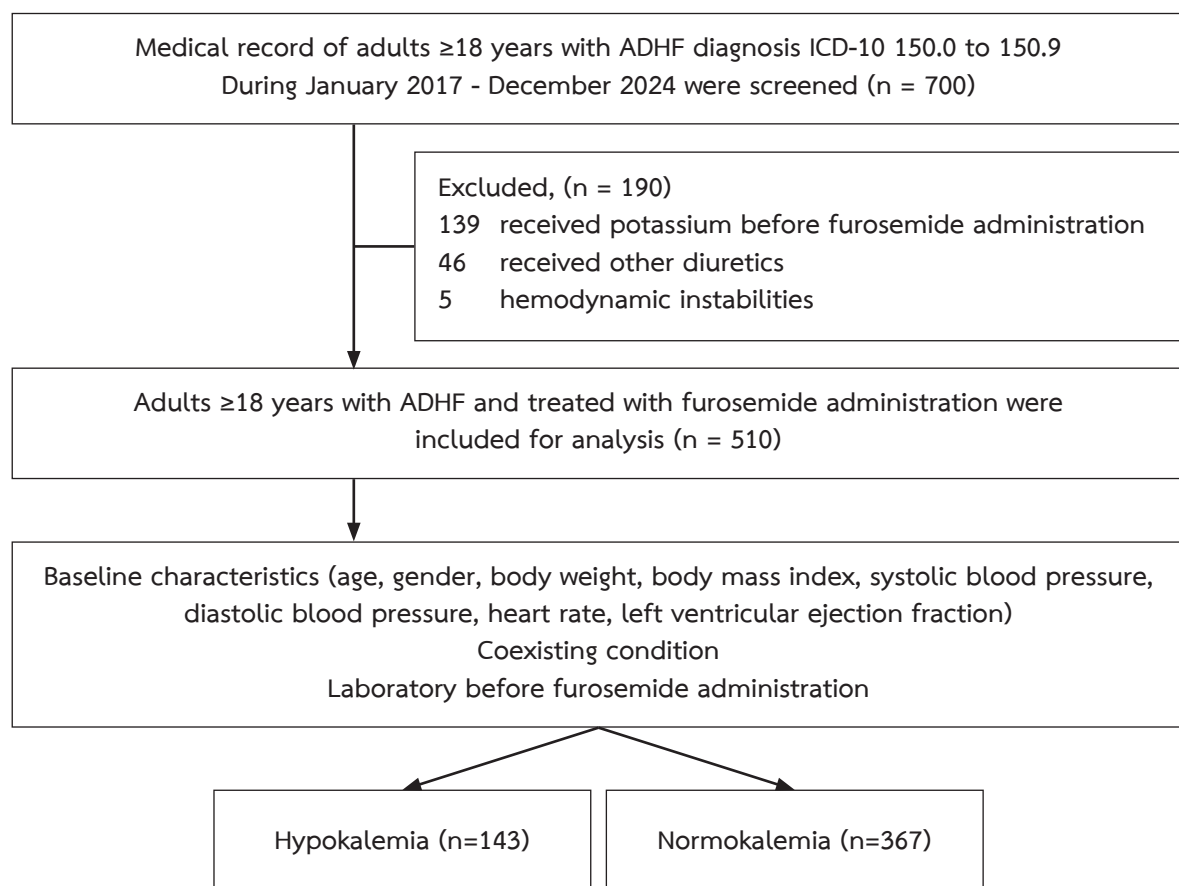 Medical record of adults ≥18 years with ADHF diagnosis ICD-10 150.0 to 150.9
During January 2017 - December 2024 were screened (n = 700)
Excluded, (n = 190)
139 received potassium before furosemide administration
46 received other diuretics
5 hemodynamic instabilities
Adults ≥18 years with ADHF and treated with furosemide administration were
included for analysis (n = 510)
Baseline characteristics (age, gender, body weight, body mass index, systolic blood pressure,
diastolic blood pressure, heart rate, left ventricular ejection fraction)
Coexisting condition
Laboratory before furosemide administration
Hypokalemia (n=143)
Normokalemia (n=367)